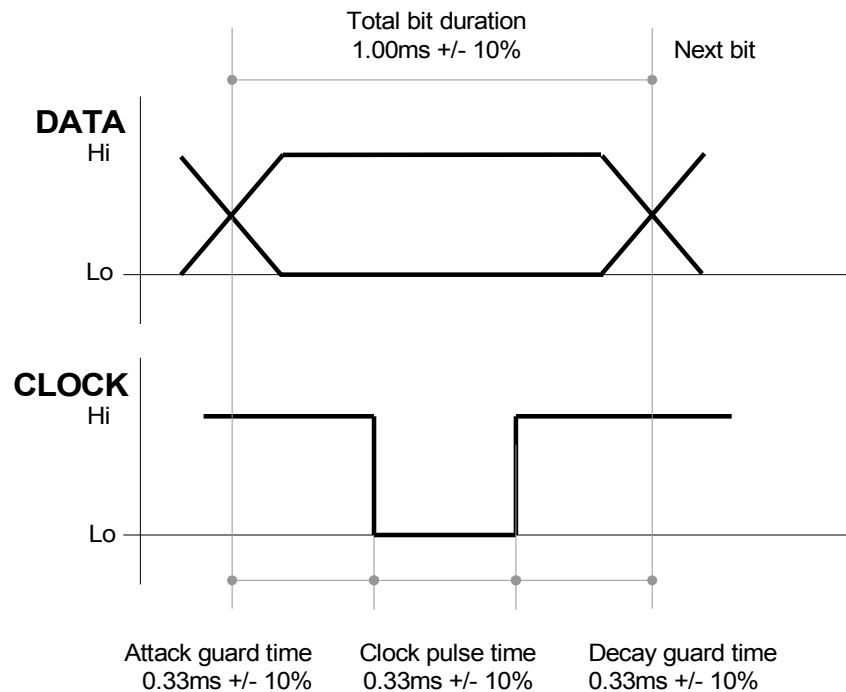 Total bit duration
1.00ms +/- 10%
Next bit
DATA
Hi
Lo
CLOCK
Hi
Lo
Attack guard time
0.33ms +/- 10%
Clock pulse time
0.33ms +/- 10%
Decay guard time
0.33ms +/- 10%